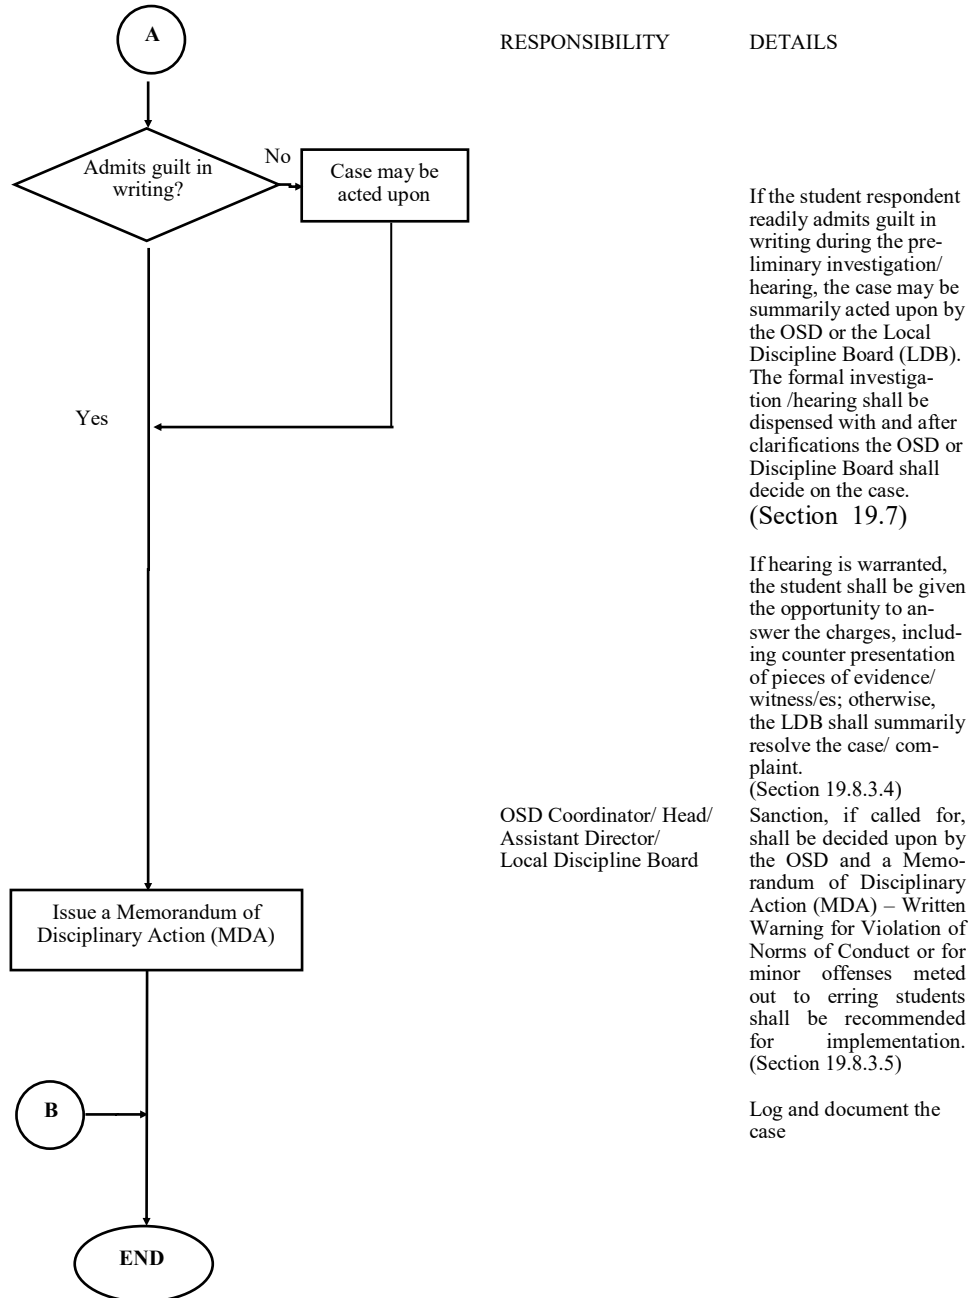 A
RESPONSIBILITY
DETAILS
Admits guilt in
writing?
No
Case may be
acted upon
Yes
If the student respondent
readily admits guilt in
writing during the pre-
liminary investigation/
hearing, the case may be
summarily acted upon by
the OSD or the Local
Discipline Board (LDB).
The formal investiga-
tion /hearing shall be
dispensed with and after
clarifications the OSD or
Discipline Board shall
decide on the case.
(Section 19.7)
If hearing is warranted,
the student shall be given
the opportunity to an-
swer the charges, includ-
ing counter presentation
of pieces of evidence/
witness/es; otherwise,
the LDB shall summarily
resolve the case/ com-
plaint.
(Section 19.8.3.4)
OSD Coordinator/ Head/
Assistant Director/
Local Discipline Board
Sanction, if called for,
shall be decided upon by
the OSD and a Memo-
randum of Disciplinary
Action (MDA) – Written
Warning for Violation of
Norms of Conduct or for
minor offenses meted
out to erring students
shall be recommended
for implementation.
(Section 19.8.3.5)
Issue a Memorandum of
Disciplinary Action (MDA)
B
Log and document the
case
END